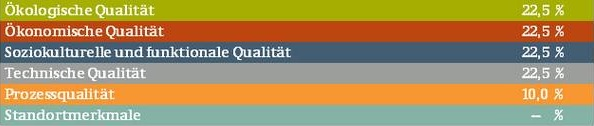 Ökologische Qualität 22,5 %
Ökonomische Qualität 22,5 %
Soziokulturelle und funktionale Qualität 22,5 %
Technische Qualität 22,5 %
Prozessqualität 10,0 %
Standortmerkmale – %